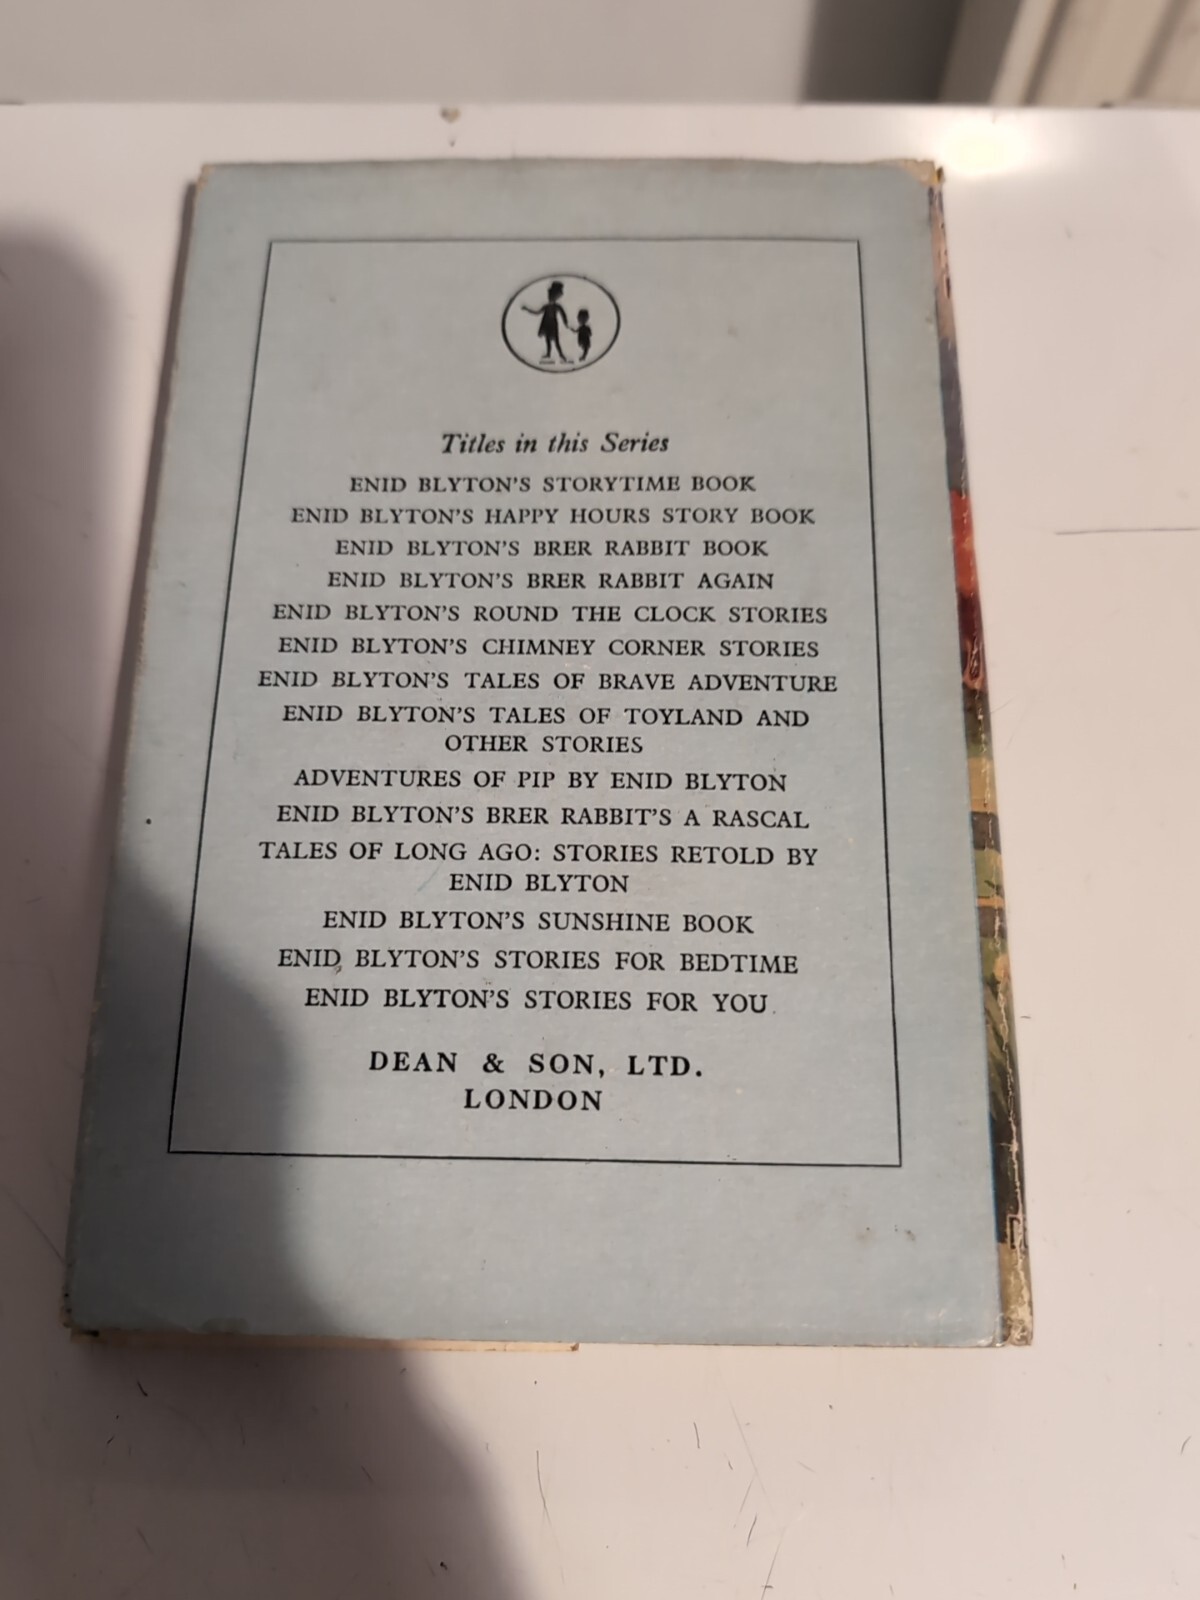 Titles in this Series
ENID BLYTON'S STORYTIME BOOK
ENID BLYTON'S HAPPY HOURS STORY BOOK
ENID BLYTON'S BRER RABBIT BOOK
ENID BLYTON'S BRER RABBIT AGAIN
ENID BLYTON'S ROUND THE CLOCK STORIES
ENID BLYTON'S CHIMNEY CORNER STORIES
ENID BLYTON'S TALES OF BRAVE ADVENTURE
ENID BLYTON'S TALES OF TOYLAND AND
OTHER STORIES
ADVENTURES OF PIP BY ENID BLYTON
ENID BLYTON'S BRER RABBIT'S A RASCAL
TALES OF LONG AGO: STORIES RETOLD BY
ENID BLYTON
ENID BLYTON'S SUNSHINE BOOK
ENID BLYTON'S STORIES FOR BEDTIME
ENID BLYTON'S STORIES FOR YOU
DEAN & SON, LTD.
LONDON